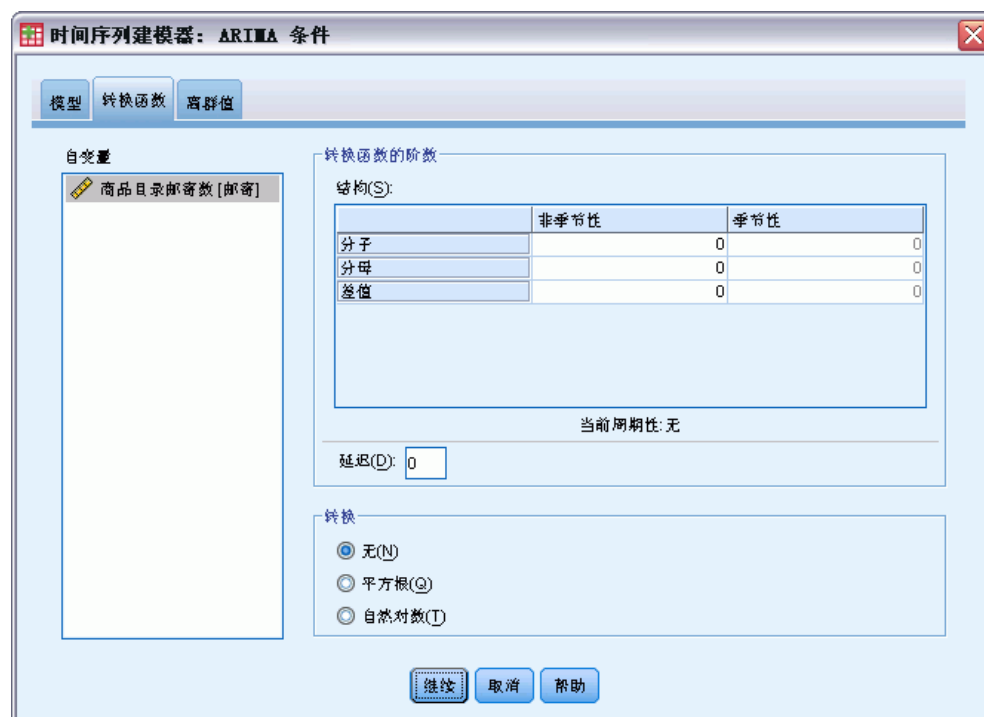 时间序列建模器: ARIMA 条件
模型 转换函数 离群值
自变量
商品目录邮寄数 [邮寄]
转换函数的阶数
结构(S):
非季节性 季节性
分子 0 0
分母 0 0
差值 0 0
当前周期性:无
延迟(D): 0
转换
无(N)
平方根(Q)
自然对数(T)
继续 取消 帮助